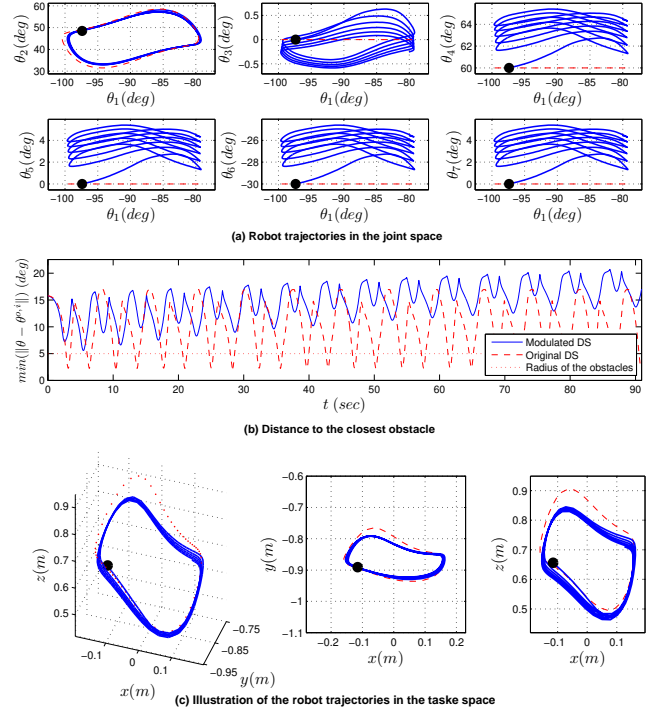 60
50
40
30
θ₂(deg)
−100 −95 −90 −85 −80
θ₁(deg)
0.5
0
−0.5
θ₃(deg)
−100 −95 −90 −85 −80
θ₁(deg)
64
63
62
61
60
θ₄(deg)
−100 −95 −90 −85 −80
θ₁(deg)
4
2
0
θ₅(deg)
−100 −95 −90 −85 −80
θ₁(deg)
−26
−28
−30
θ₆(deg)
−100 −95 −90 −85 −80
θ₁(deg)
4
2
0
θ₇(deg)
−100 −95 −90 −85 −80
θ₁(deg)
(a) Robot trajectories in the joint space
20
15
10
5
0
min(‖θ − θ^{o,i}‖) (deg)
Modulated DS
Original DS
Radius of the obstacles
0 10 20 30 40 50 60 70 80 90
t (sec)
(b) Distance to the closest obstacle
0.9
0.8
0.7
0.6
0.5
z(m)
−0.1 0 0.1
x(m)
−0.75
−0.85
−0.95
y(m)
−0.6
−0.7
−0.8
−0.9
−1
−1.1
y(m)
−0.2 −0.1 0 0.1 0.2
x(m)
0.9
0.8
0.7
0.6
0.5
z(m)
−0.1 0 0.1
x(m)
(c) Illustration of the robot trajectories in the taske space